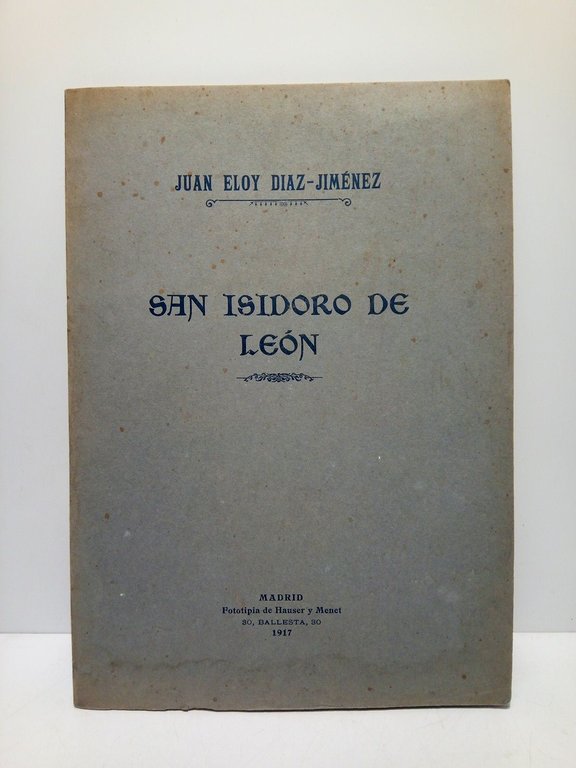 JUAN ELOY DIAZ-JIMÉNEZ
SAN ISIDORO DE
LEÓN
MADRID
Fototipia de Hauser y Menet
30, BALLESTA, 30
1917